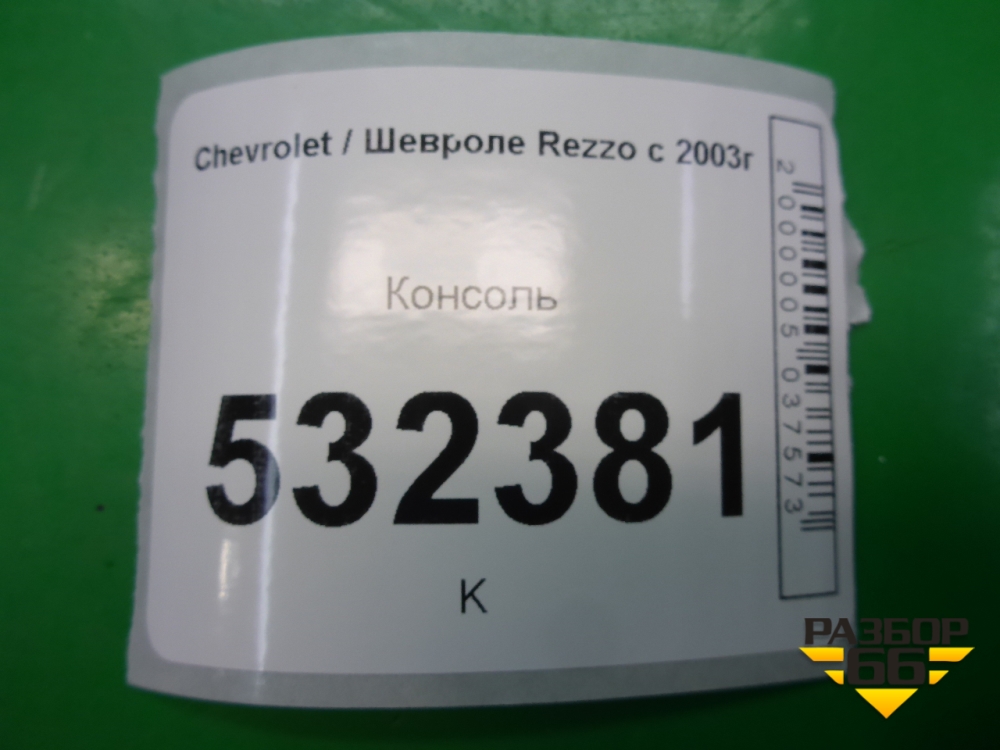 Chevrolet / Шевроле Rezzo с 2003г
Консоль
532381
К
2000005037573
РАЗБОР
66